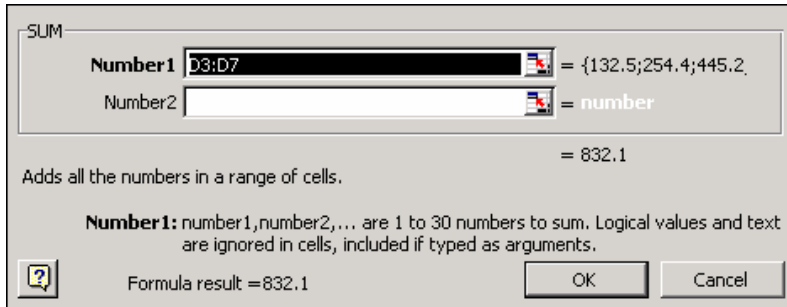 SUM
Number1 D3:D7 = {132.5;254.4;445.2
Number2 = number
= 832.1
Adds all the numbers in a range of cells.
Number1: number1,number2,... are 1 to 30 numbers to sum. Logical values and text
are ignored in cells, included if typed as arguments.
? Formula result =832.1 OK Cancel